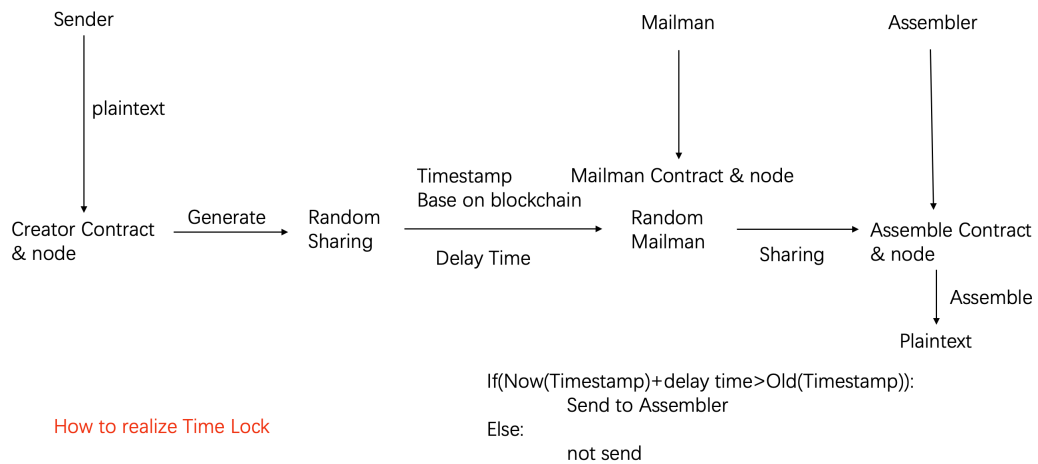 Sender
Mailman
Assembler
plaintext
Timestamp
Base on blockchain
Mailman Contract & node
Creator Contract
& node
Generate
Random
Sharing
Delay Time
Random
Mailman
Sharing
Assemble Contract
& node
Assemble
Plaintext
If(Now(Timestamp)+delay time>Old(Timestamp)):
Send to Assembler
Else:
not send
How to realize Time Lock